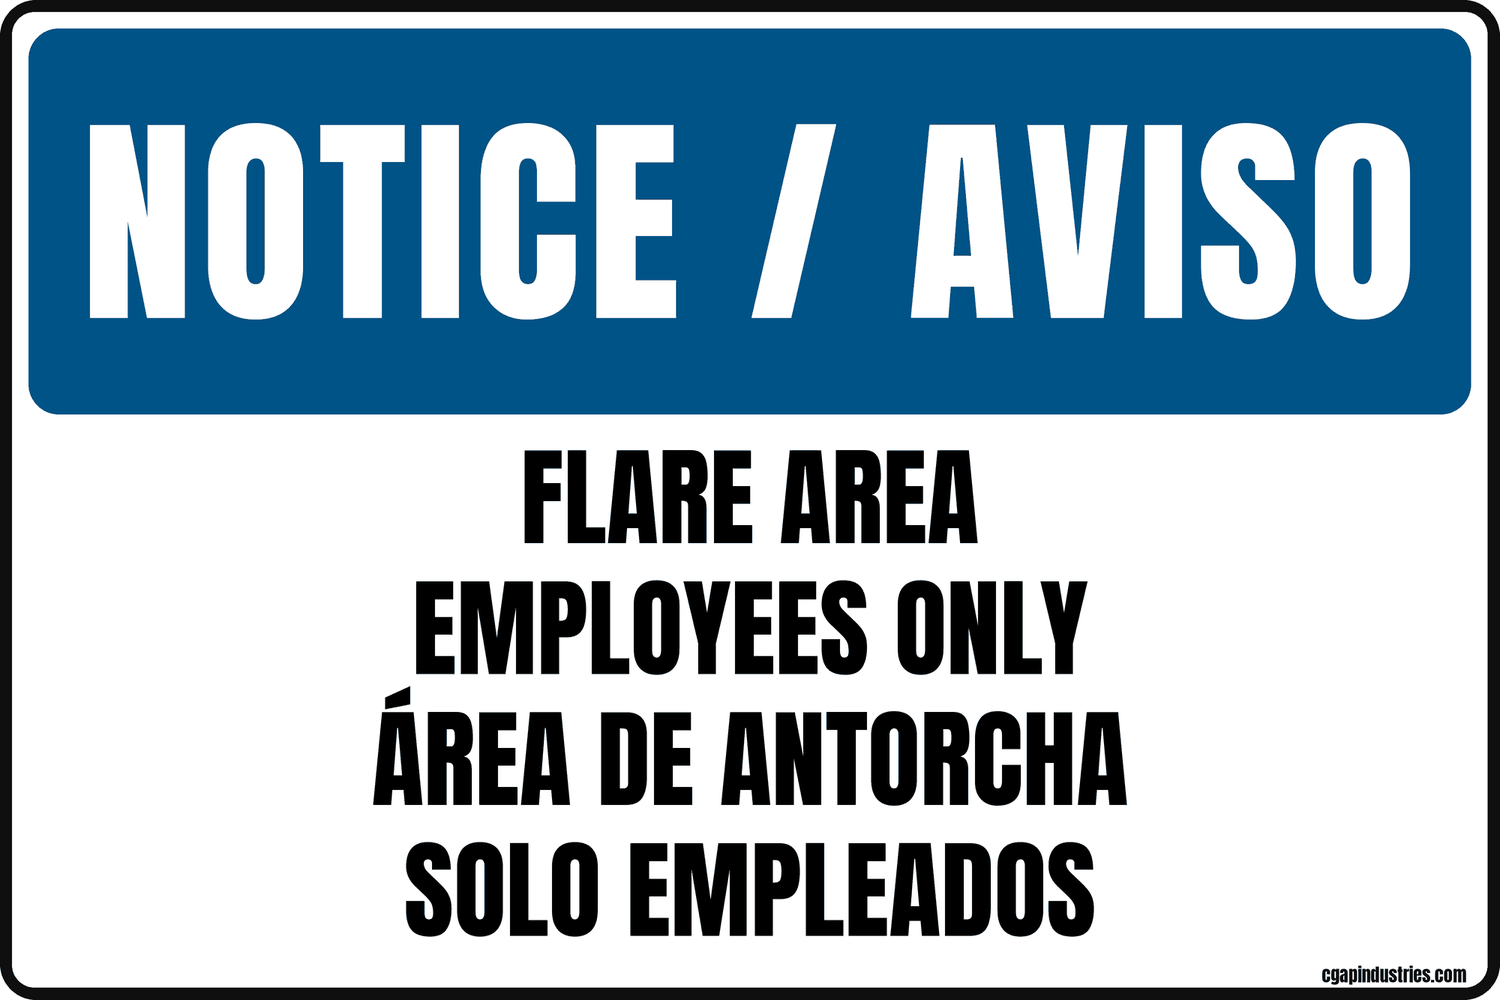 NOTICE / AVISO
FLARE AREA
EMPLOYEES ONLY
ÁREA DE ANTORCHA
SOLO EMPLEADOS
cgapindustries.com